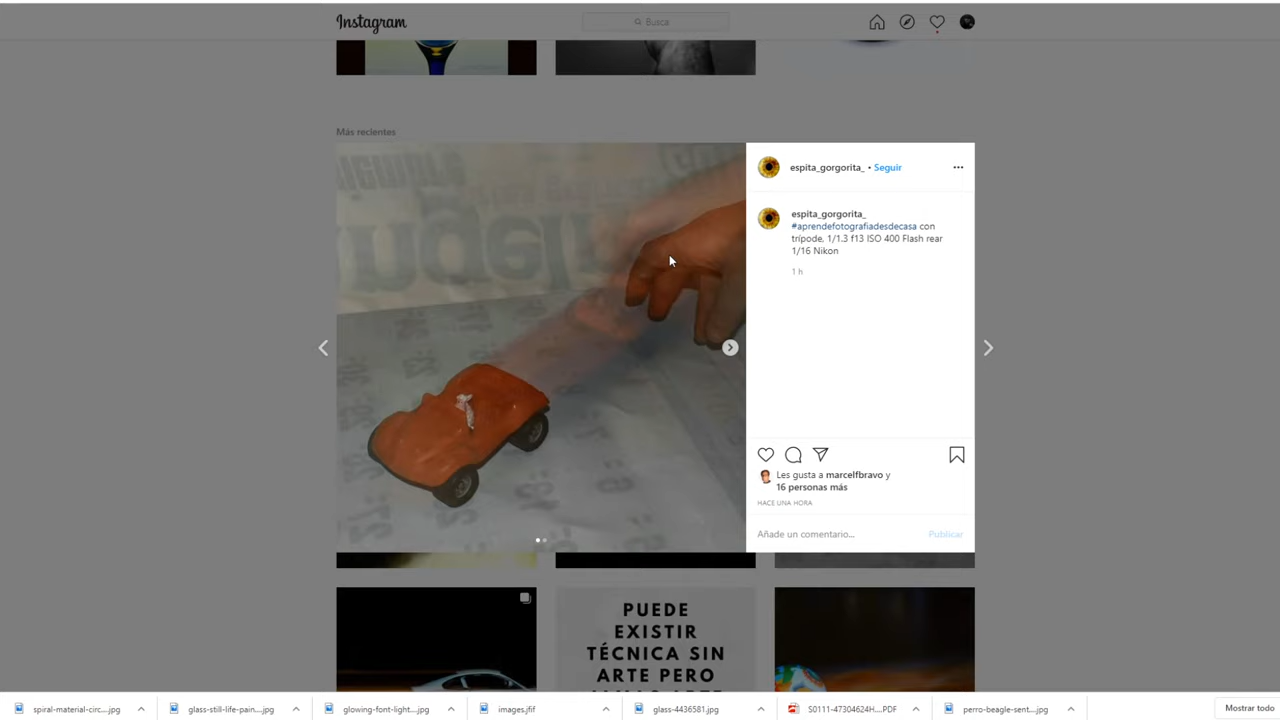 Instagram
Busca
Más recientes
espita_gorgorita_ • Seguir
espita_gorgorita_
#aprendefotografiadesdecasa con
trípode, 1/1.3 f13 ISO 400 Flash rear
1/16 Nikon
1 h
Les gusta a marcelfbravo y
16 personas más
HACE UNA HORA
Añade un comentario...
Publicar
PUEDE
EXISTIR
TÉCNICA SIN
ARTE PERO
spiral-material-circ....jpg
glass-still-life-pain....jpg
glowing-font-light....jpg
images.jfif
glass-4436581.jpg
S0111-47304624H....PDF
perro-beagle-sent....jpg
Mostrar todo